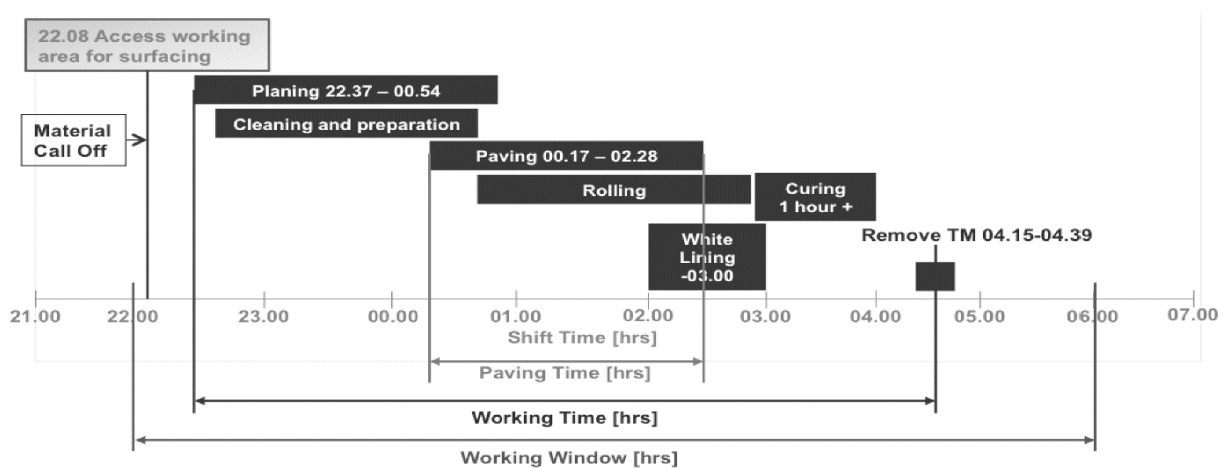 22.08 Access working
area for surfacing
Planing 22.37 – 00.54
Material
Call Off
Cleaning and preparation
Paving 00.17 – 02.28
Rolling
Curing
1 hour +
White
Lining
-03.00
Remove TM 04.15-04.39
21.00 22.00 23.00 00.00 01.00 02.00 03.00 04.00 05.00 06.00 07.00
Shift Time [hrs]
Paving Time [hrs]
Working Time [hrs]
Working Window [hrs]